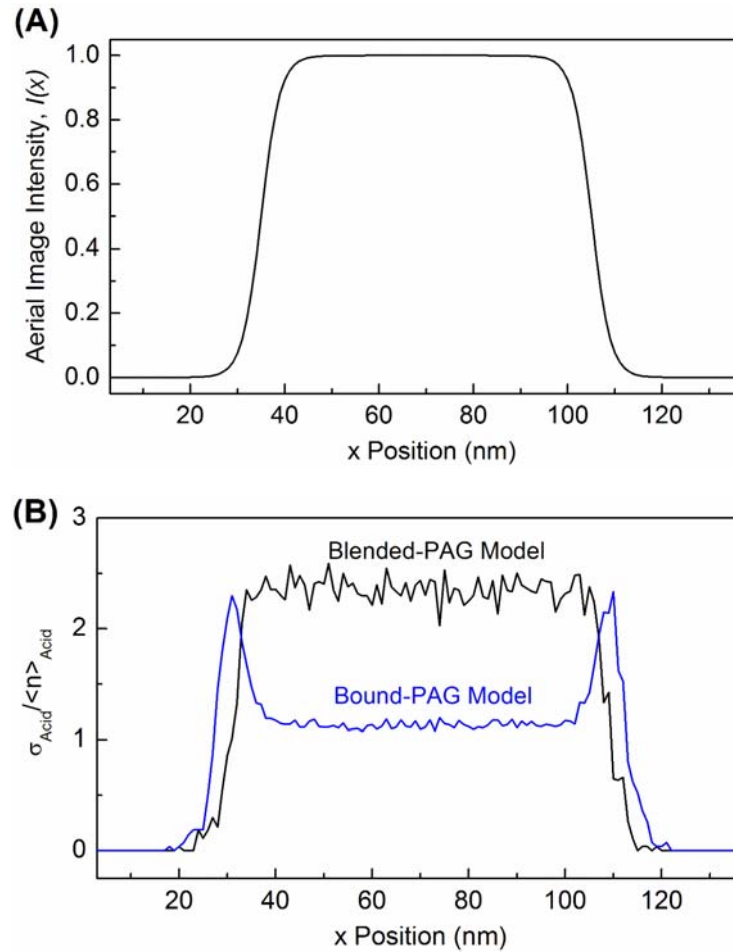 (A)
Aerial Image Intensity, I(x)
1.0
0.8
0.6
0.4
0.2
0.0
20 40 60 80 100 120
x Position (nm)
(B)
σAcid/<n>Acid
3
2
1
0
Blended-PAG Model
Bound-PAG Model
20 40 60 80 100 120
x Position (nm)